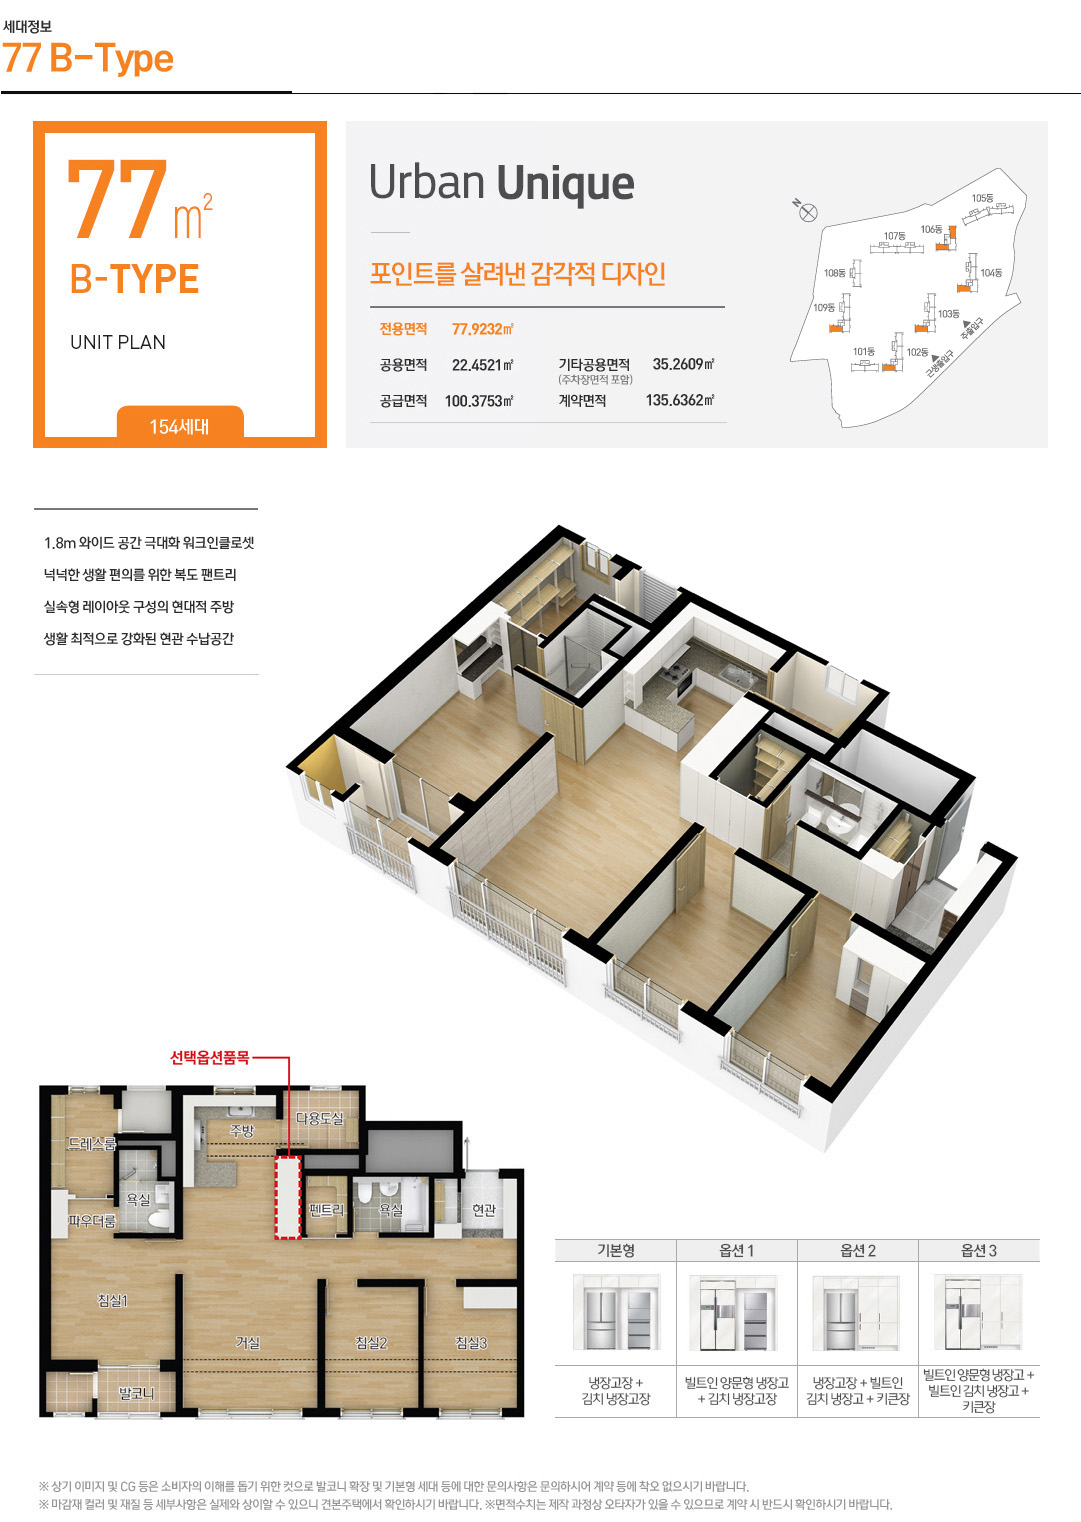 세대정보
77 B-Type
77m²
B-TYPE
UNIT PLAN
154세대
Urban Unique
포인트를 살려낸 감각적 디자인
전용면적 77.9232㎡
공용면적 22.4521㎡ 기타공용면적 35.2609㎡
(주차장면적 포함)
공급면적 100.3753㎡ 계약면적 135.6362㎡
N
105동
106동
107동
104동
108동
109동
103동
주출입구
101동
102동
근생출입구
1.8m 와이드 공간 극대화 워크인클로셋
넉넉한 생활 편의를 위한 복도 팬트리
실속형 레이아웃 구성의 현대적 주방
생활 최적으로 강화된 현관 수납공간
선택옵션품목
드레스룸
주방
다용도실
욕실
파우더룸
펜트리
욕실
현관
침실1
거실
침실2
침실3
발코니
기본형 옵션 1 옵션 2 옵션 3
냉장고장 +
김치 냉장고장
빌트인 양문형 냉장고
+ 김치 냉장고장
냉장고장 + 빌트인
김치 냉장고 + 키큰장
빌트인 양문형 냉장고 +
빌트인 김치 냉장고 +
키큰장
※ 상기 이미지 및 CG 등은 소비자의 이해를 돕기 위한 컷으로 발코니 확장 및 기본형 세대 등에 대한 문의사항은 문의하시어 계약 등에 착오 없으시기 바랍니다.
※ 마감재 컬러 및 재질 등 세부사항은 실제와 상이할 수 있으니 견본주택에서 확인하시기 바랍니다. ※면적수치는 제작 과정상 오타자가 있을 수 있으므로 계약 시 반드시 확인하시기 바랍니다.